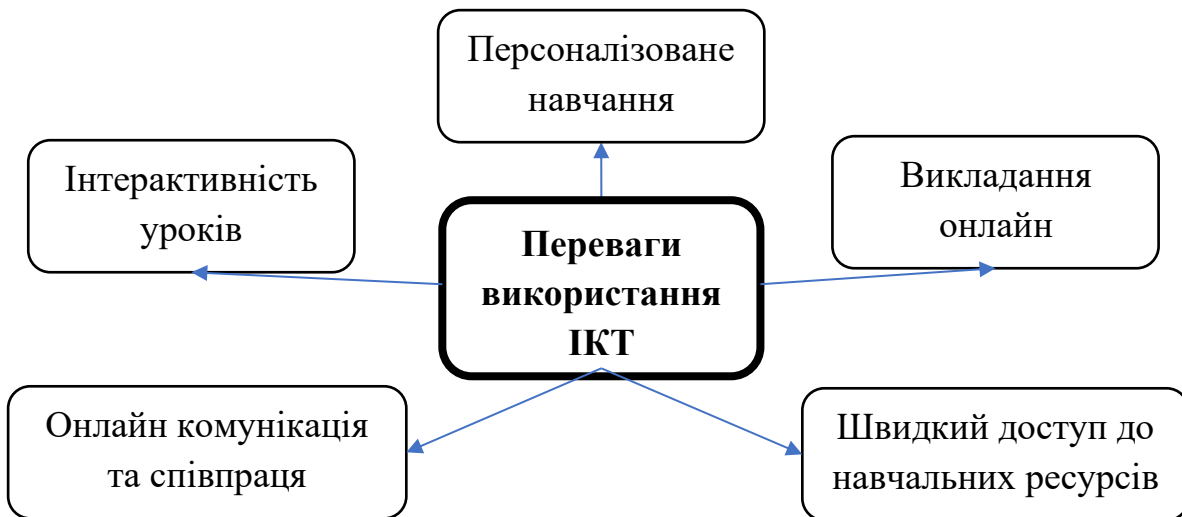 Персоналізоване
навчання
Інтерактивність
уроків
Викладання
онлайн
Переваги
використання
ІКТ
Онлайн комунікація
та співпраця
Швидкий доступ до
навчальних ресурсів